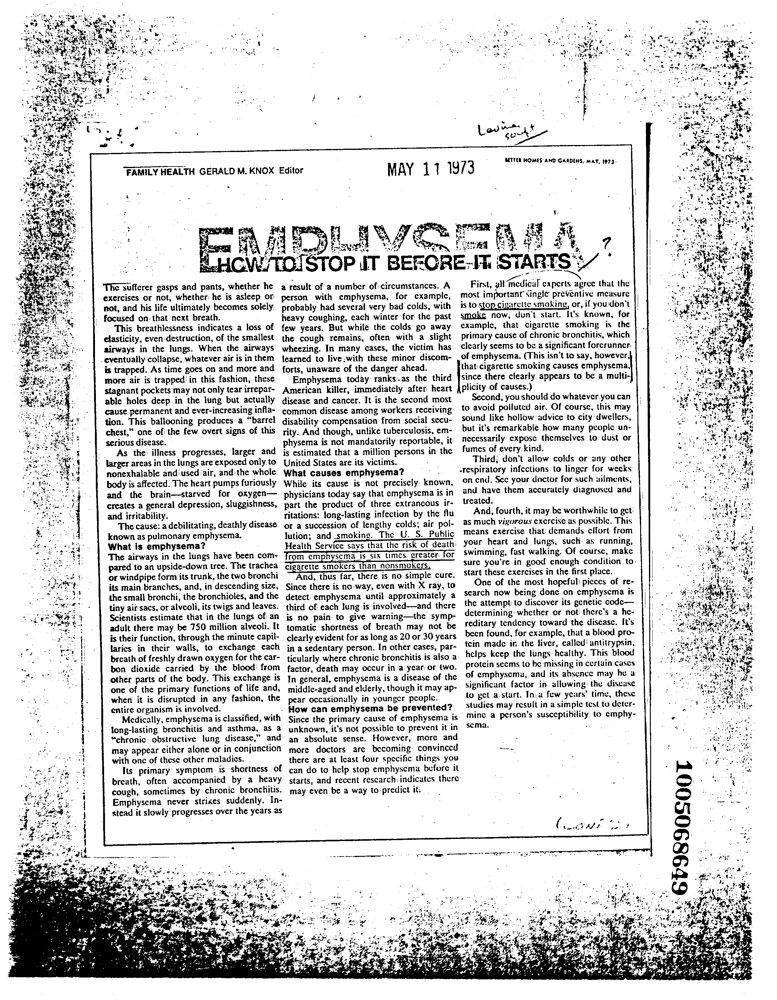 FAMILY HEALTH GERALD M. KNOX Editor
MAY 11 1973
BETTER HOMES AND GARDENS, MAY, 1973
EMPHYSEMA
HOW TO STOP IT BEFORE IT STARTS ?
The sufferer gasps and pants, whether he
exercises or not, whether he is asleep or
not, and his life ultimately becomes solely
focused on that next breath.
This breathlessness indicates a loss of
elasticity, even destruction, of the smallest
airways in the lungs. When the airways
eventually collapse, whatever air is in them
is trapped. As time goes on and more and
more air is trapped in this fashion, these
stagnant pockets may not only tear irrepar-
able holes deep in the lung but actually
cause permanent and ever-increasing infla-
tion. This ballooning produces a "barrel
chest," one of the few overt signs of this
serious disease.
As the illness progresses, larger and
larger areas in the lungs are exposed only to
nonexhalable and used air, and the whole
body is affected. The heart pumps furiously
and the brain—starved for oxygen—
creates a general depression, sluggishness,
and irritability.
The cause: a debilitating, deathly disease
known as pulmonary emphysema.
What is emphysema?
The airways in the lungs have been com-
pared to an upside-down tree. The trachea
or windpipe form its trunk, the two bronchi
its main branches, and, in descending size,
the small bronchi, the bronchioles, and the
tiny air sacs, or alveoli, its twigs and leaves.
Scientists estimate that in the lungs of an
adult there may be 750 million alveoli. It
is their function, through the minute capil-
laries in their walls, to exchange each
breath of freshly drawn oxygen for the car-
bon dioxide carried by the blood from
other parts of the body. This exchange is
one of the primary functions of life and,
when it is disrupted in any fashion, the
entire organism is involved.
Medically, emphysema is classified, with
long-lasting bronchitis and asthma, as a
"chronic obstructive lung disease," and
may appear either alone or in conjunction
with one of these other maladies.
Its primary symptom is shortness of
breath, often accompanied by a heavy
cough, sometimes by chronic bronchitis.
Emphysema never strikes suddenly. In-
stead it slowly progresses over the years as
a result of a number of circumstances. A
person with emphysema, for example,
probably had several very bad colds, with
heavy coughing, each winter for the past
few years. But while the colds go away
the cough remains, often with a slight
wheezing. In many cases, the victim has
learned to live with these minor discom-
forts, unaware of the danger ahead.
Emphysema today ranks as the third
American killer, immediately after heart
disease and cancer. It is the second most
common disease among workers receiving
disability compensation from social secu-
rity. And though, unlike tuberculosis, em-
physema is not mandatorily reportable, it
is estimated that a million persons in the
United States are its victims.
What causes emphysema?
While its cause is not precisely known,
physicians today say that emphysema is in
part the product of three extraneous ir-
ritations: long-lasting infection by the flu
or a succession of lengthy colds; air pol-
lution; and smoking. The U. S. Public
Health Service says that the risk of death
from emphysema is six times greater for
cigarette smokers than nonsmokers.
And, thus far, there is no simple cure.
Since there is no way, even with X ray, to
detect emphysema until approximately a
third of each lung is involved—and there
is no pain to give warning—the symp-
tomatic shortness of breath may not be
clearly evident for as long as 20 or 30 years
in a sedentary person. In other cases, par-
ticularly where chronic bronchitis is also a
factor, death may occur in a year or two.
In general, emphysema is a disease of the
middle-aged and elderly, though it may ap-
pear occasionally in younger people.
How can emphysema be prevented?
Since the primary cause of emphysema is
unknown, it's not possible to prevent it in
an absolute sense. However, more and
more doctors are becoming convinced
there are at least four specific things you
can do to help stop emphysema before it
starts, and recent research indicates there
may even be a way to predict it.
First, all medical experts agree that the
most important single preventive measure
is to stop cigarette smoking, or, if you don't
smoke now, don't start. It's known, for
example, that cigarette smoking is the
primary cause of chronic bronchitis, which
clearly seems to be a significant forerunner
of emphysema. (This isn't to say, however,
that cigarette smoking causes emphysema,
since there clearly appears to be a multi-
plicity of causes.)
Second, you should do whatever you can
to avoid polluted air. Of course, this may
sound like hollow advice to city dwellers,
but it's remarkable how many people un-
necessarily expose themselves to dust or
fumes of every kind.
Third, don't allow colds or any other
respiratory infections to linger for weeks
on end. See your doctor for such ailments,
and have them accurately diagnosed and
treated.
And, fourth, it may be worthwhile to get
as much vigorous exercise as possible. This
means exercise that demands effort from
your heart and lungs, such as running,
swimming, fast walking. Of course, make
sure you're in good enough condition to
start these exercises in the first place.
One of the most hopeful pieces of re-
search now being done on emphysema is
the attempt to discover its genetic code—
determining whether or not there's a he-
reditary tendency toward the disease. It's
been found, for example, that a blood pro-
tein made in the liver, called antitrypsin,
helps keep the lungs healthy. This blood
protein seems to be missing in certain cases
of emphysema, and its absence may be a
significant factor in allowing the disease
to get a start. In a few years' time, these
studies may result in a simple test to deter-
mine a person's susceptibility to emphy-
sema.
1005068649